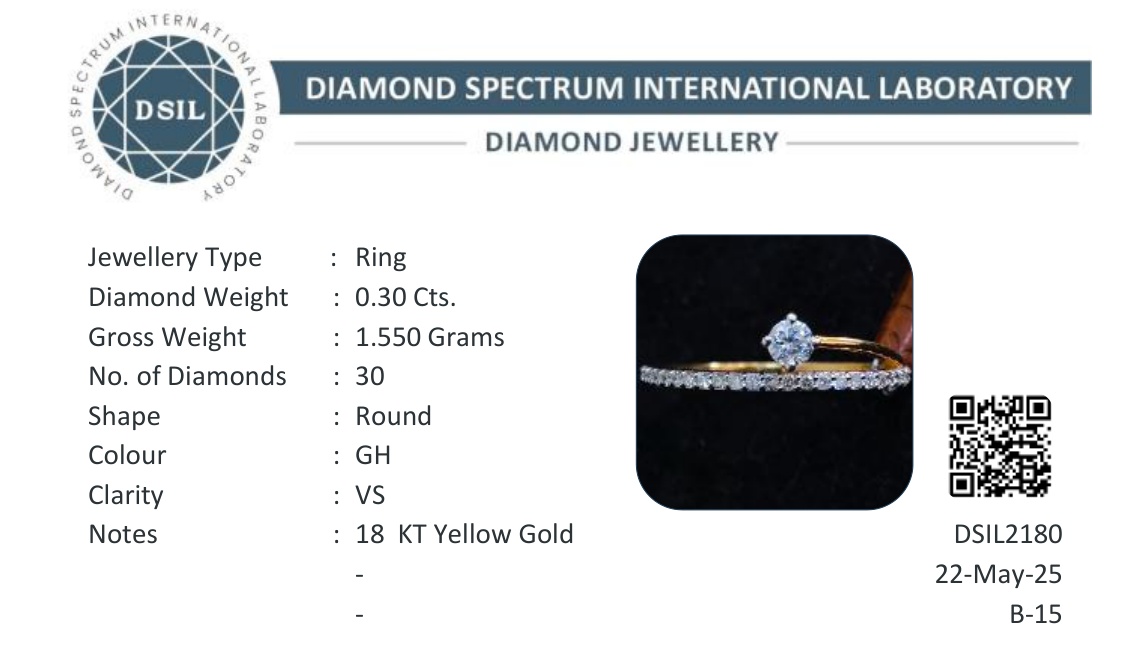 DIAMOND SPECTRUM INTERNATIONAL LABORATORY
DSIL
DIAMOND SPECTRUM INTERNATIONAL LABORATORY
DIAMOND JEWELLERY
Jewellery Type : Ring
Diamond Weight : 0.30 Cts.
Gross Weight : 1.550 Grams
No. of Diamonds : 30
Shape : Round
Colour : GH
Clarity : VS
Notes : 18 KT Yellow Gold
-
-
DSIL2180
22-May-25
B-15